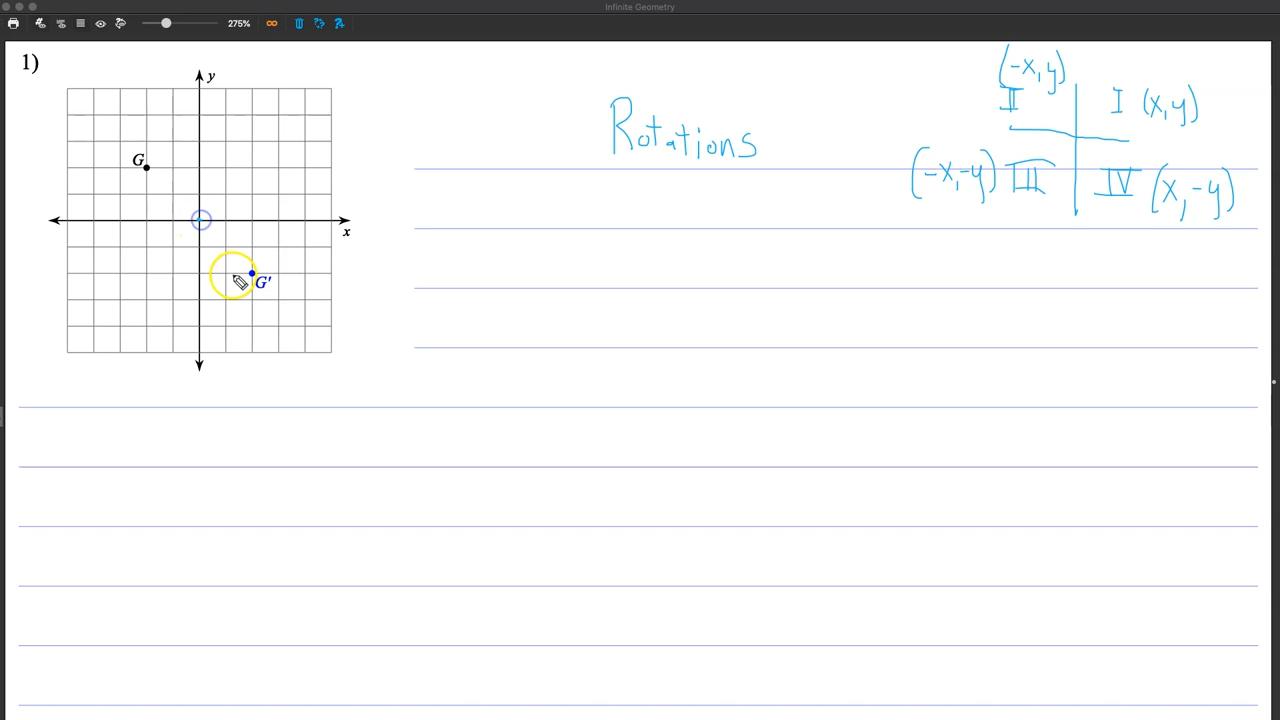 Infinite Geometry
275%
1)
y
G
x
G'
Rotations
(-x,y)
II
I (x,y)
(-x,-y) III
IV (x,-y)